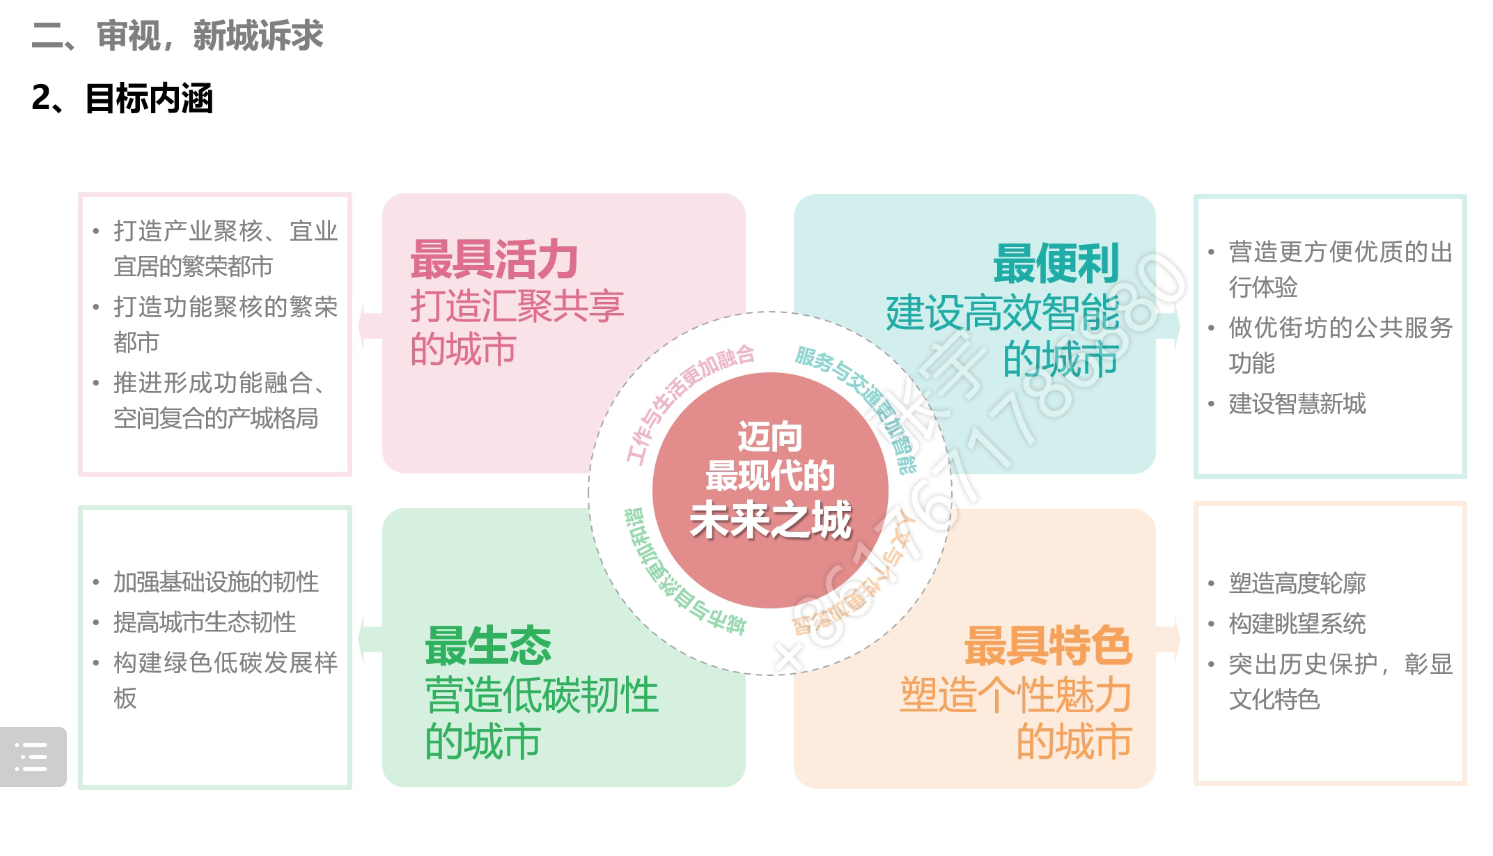 二、审视，新城诉求
2、目标内涵
• 打造产业聚核、宜业
宜居的繁荣都市
• 打造功能聚核的繁荣
都市
• 推进形成功能融合、
空间复合的产城格局
最具活力
打造汇聚共享
的城市
最便利
建设高效智能
的城市
• 营造更方便优质的出
行体验
• 做优街坊的公共服务
功能
• 建设智慧新城
工作与生活更加融合
服务与交通更加智能
迈向
最现代的
未来之城
城市与自然更加和谐
人文与个性更加彰显
• 加强基础设施的韧性
• 提高城市生态韧性
• 构建绿色低碳发展样
板
最生态
营造低碳韧性
的城市
最具特色
塑造个性魅力
的城市
• 塑造高度轮廓
• 构建眺望系统
• 突出历史保护，彰显
文化特色
张宇
+8617671786880